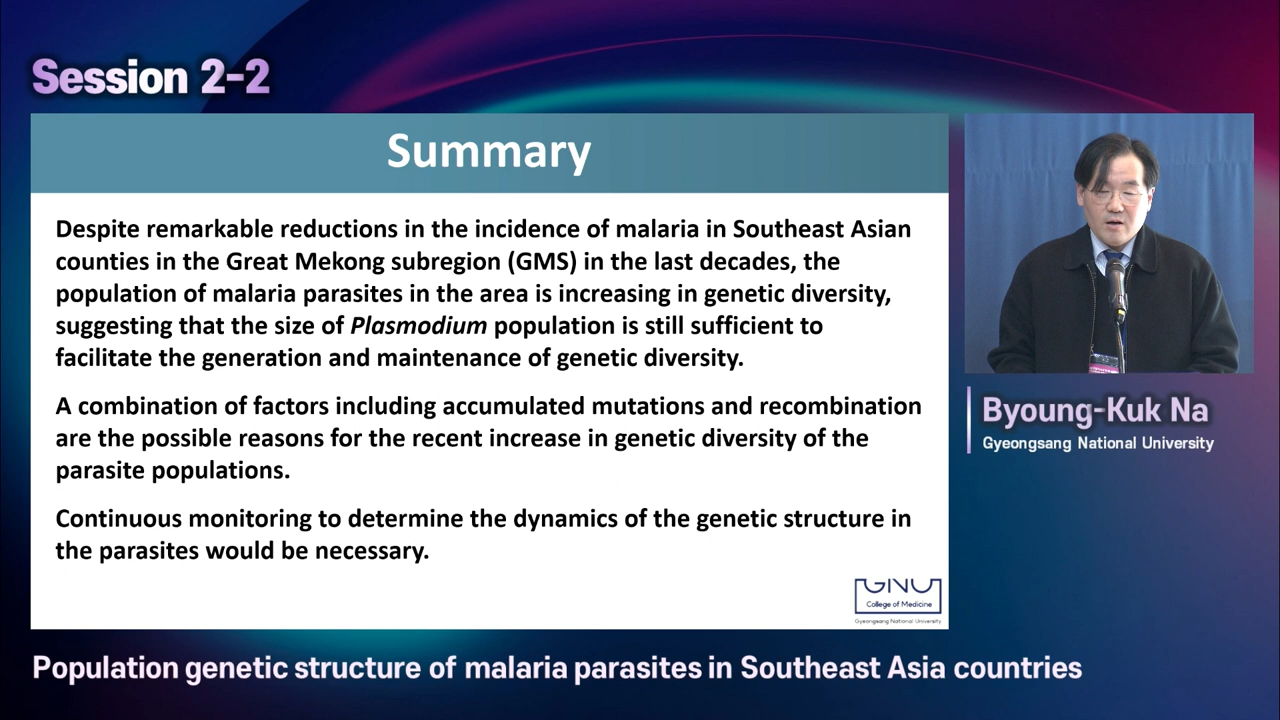 Session 2-2
Summary
Despite remarkable reductions in the incidence of malaria in Southeast Asian
counties in the Great Mekong subregion (GMS) in the last decades, the
population of malaria parasites in the area is increasing in genetic diversity,
suggesting that the size of Plasmodium population is still sufficient to
facilitate the generation and maintenance of genetic diversity.
A combination of factors including accumulated mutations and recombination
are the possible reasons for the recent increase in genetic diversity of the
parasite populations.
Continuous monitoring to determine the dynamics of the genetic structure in
the parasites would be necessary.
GNU
College of Medicine
Gyeongsang National University
Byoung-Kuk Na
Gyeongsang National University
Population genetic structure of malaria parasites in Southeast Asia countries